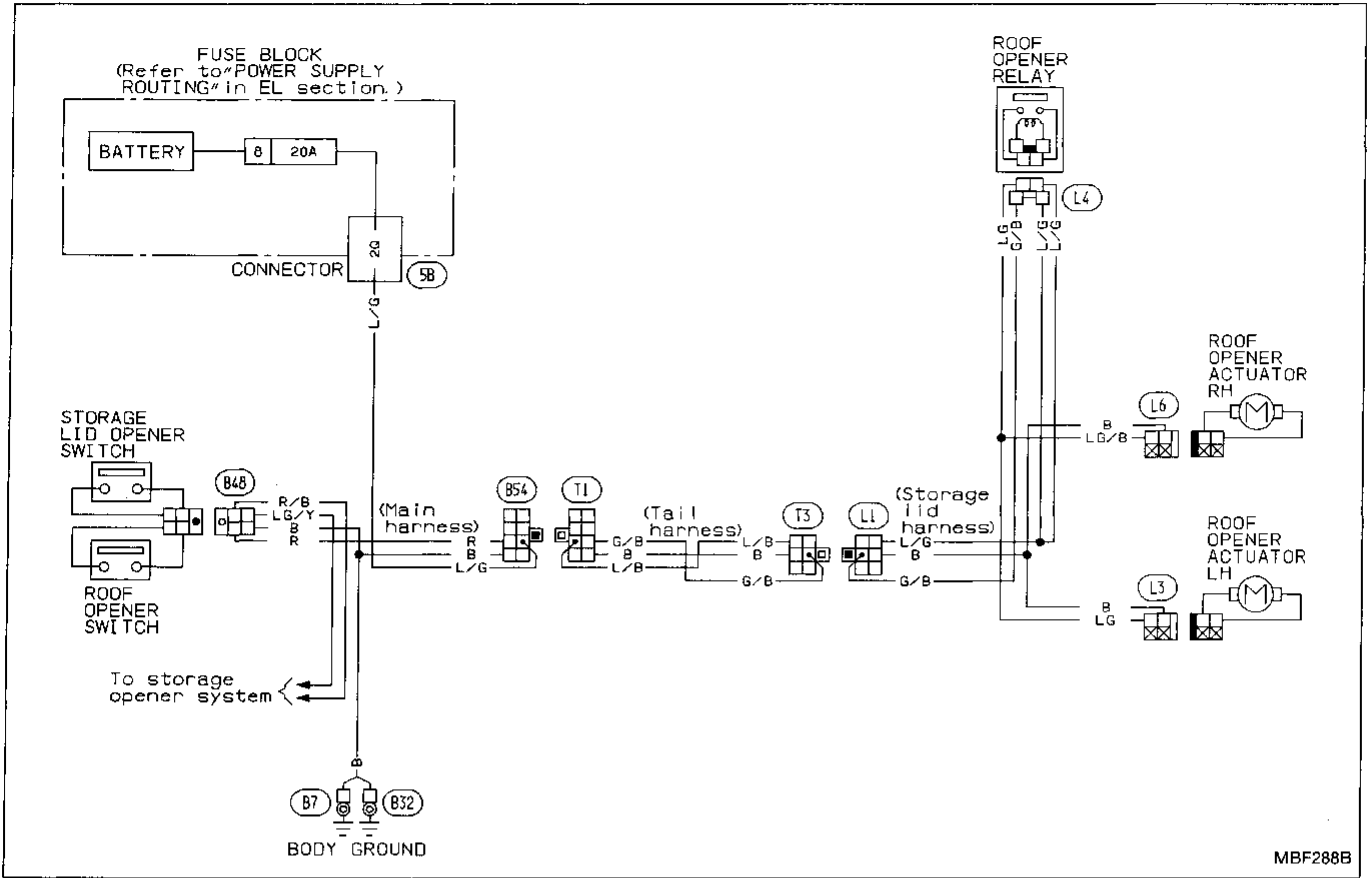 FUSE BLOCK
(Refer to"POWER SUPPLY
ROUTING"in EL section.)
BATTERY
8
20A
2Q
CONNECTOR
5B
L/G
ROOF
OPENER
RELAY
L4
LG
G/B
L/G
L/G
STORAGE
LID OPENER
SWITCH
B48
R/B
LG/Y
B
R
ROOF
OPENER
SWITCH
(Main
harness)
R
B
L/G
B54
T1
G/B
B
L/B
(Tail
harness)
L/B
B
G/B
T3
L1
(Storage
lid
harness)
L/G
B
G/B
ROOF
OPENER
ACTUATOR
RH
M
L6
B
LG/B
ROOF
OPENER
ACTUATOR
LH
M
L3
B
LG
To storage
opener system
B
B7
B32
BODY GROUND
MBF288B